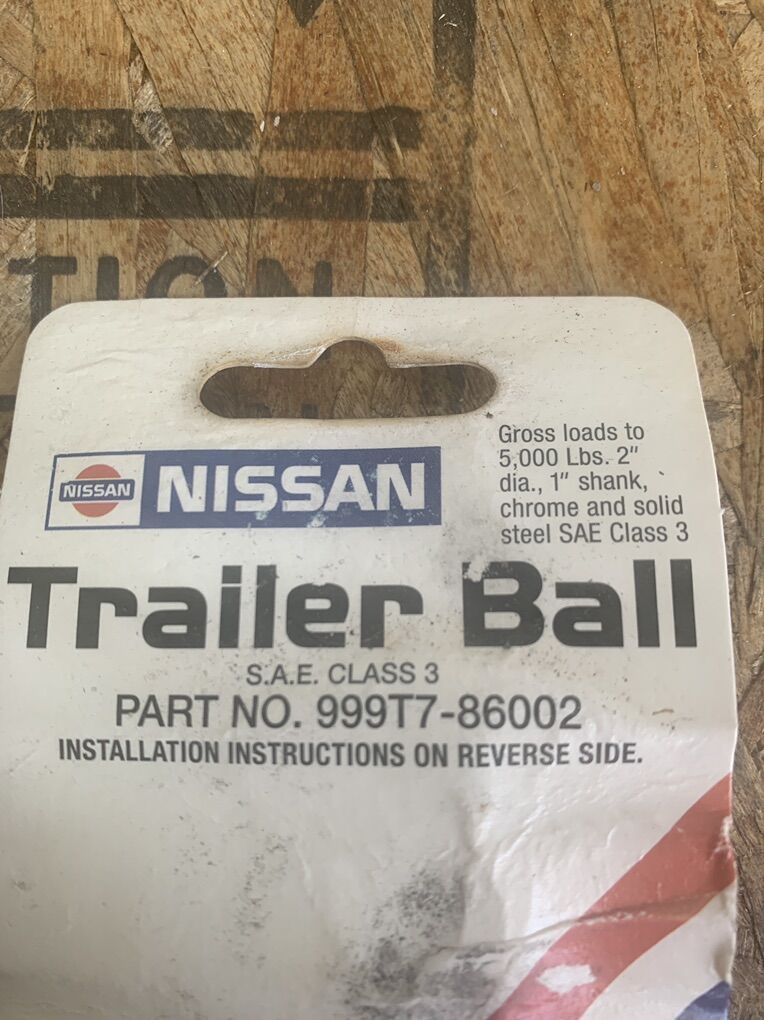 TION
NISSAN
NISSAN
Gross loads to
5,000 Lbs. 2"
dia., 1" shank,
chrome and solid
steel SAE Class 3
Trailer Ball
S.A.E. CLASS 3
PART NO. 999T7-86002
INSTALLATION INSTRUCTIONS ON REVERSE SIDE.